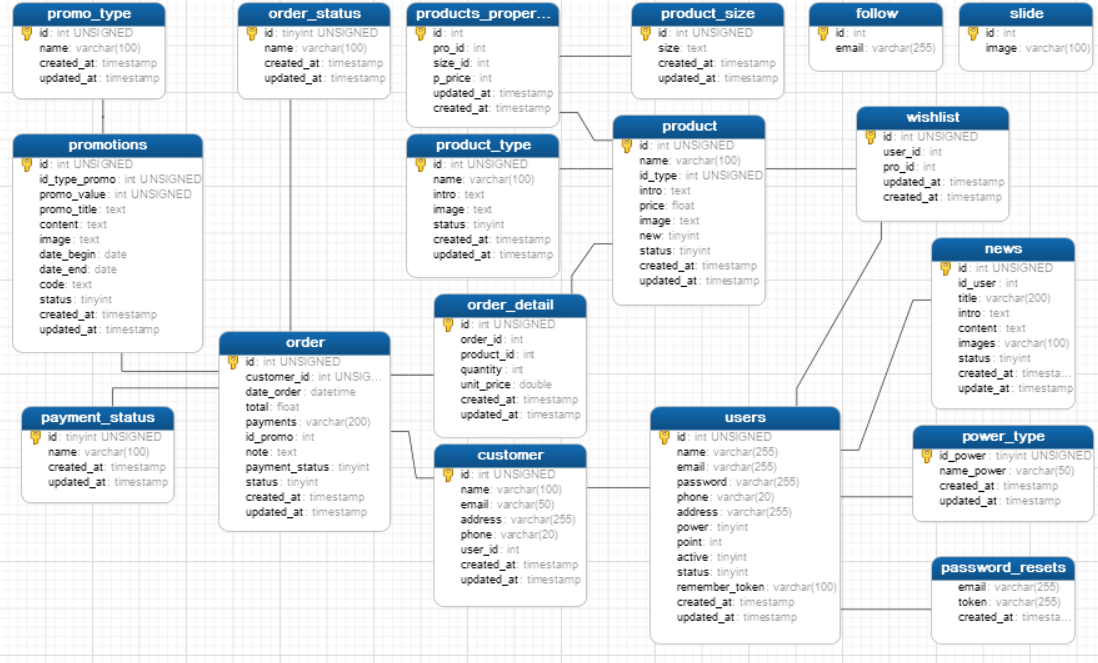 promo_type
id: int UNSIGNED
name: varchar(100)
created_at: timestamp
updated_at: timestamp
order_status
id: tinyint UNSIGNED
name: varchar(100)
created_at: timestamp
updated_at: timestamp
products_proper...
id: int
pro_id: int
size_id: int
p_price: int
updated_at: timestamp
created_at: timestamp
product_size
id: int UNSIGNED
size: text
created_at: timestamp
updated_at: timestamp
follow
id: int
email: varchar(255)
slide
id: int
image: varchar(100)
promotions
id: int UNSIGNED
id_type_promo: int UNSIGNED
promo_value: int UNSIGNED
promo_title: text
content: text
image: text
date_begin: date
date_end: date
code: text
status: tinyint
created_at: timestamp
updated_at: timestamp
product_type
id: int UNSIGNED
name: varchar(100)
intro: text
image: text
status: tinyint
created_at: timestamp
updated_at: timestamp
product
id: int UNSIGNED
name: varchar(100)
id_type: int UNSIGNED
intro: text
price: float
image: text
new: tinyint
status: tinyint
created_at: timestamp
updated_at: timestamp
wishlist
id: int UNSIGNED
user_id: int
pro_id: int
updated_at: timestamp
created_at: timestamp
news
id: int UNSIGNED
id_user: int
title: varchar(200)
intro: text
content: text
images: varchar(100)
status: tinyint
created_at: timesta...
update_at: timestamp
order_detail
id: int UNSIGNED
order_id: int
product_id: int
quantity: int
unit_price: double
created_at: timestamp
updated_at: timestamp
order
id: int UNSIGNED
customer_id: int UNSIG...
date_order: datetime
total: float
payments: varchar(200)
id_promo: int
note: text
payment_status: tinyint
status: tinyint
created_at: timestamp
updated_at: timestamp
payment_status
id: tinyint UNSIGNED
name: varchar(100)
created_at: timestamp
updated_at: timestamp
customer
id: int UNSIGNED
name: varchar(100)
email: varchar(50)
address: varchar(255)
phone: varchar(20)
user_id: int
created_at: timestamp
updated_at: timestamp
users
id: int UNSIGNED
name: varchar(255)
email: varchar(255)
password: varchar(255)
phone: varchar(20)
address: varchar(255)
power: tinyint
point: int
active: tinyint
status: tinyint
remember_token: varchar(100)
created_at: timestamp
updated_at: timestamp
power_type
id_power: tinyint UNSIGNED
name_power: varchar(50)
created_at: timestamp
updated_at: timestamp
password_resets
email: varchar(255)
token: varchar(255)
created_at: timesta...